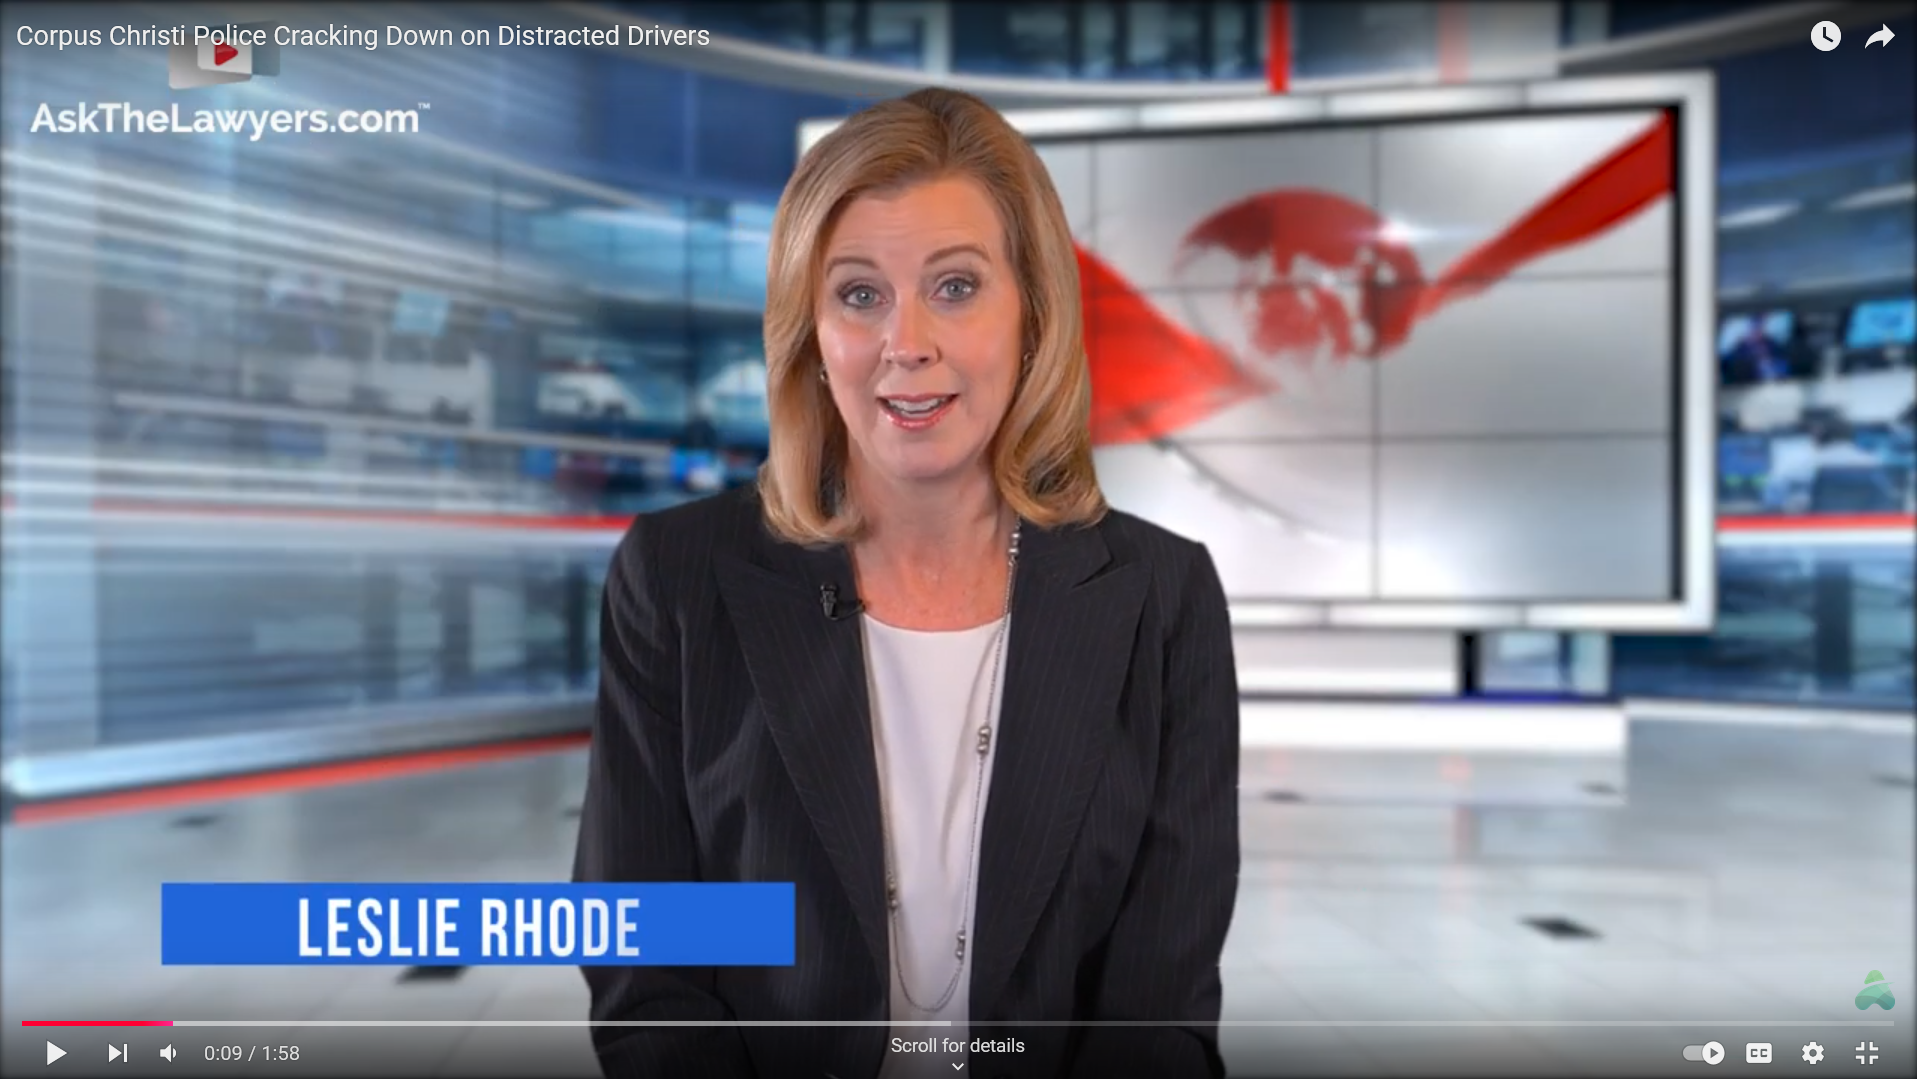 Corpus Christi Police Cracking Down on Distracted Drivers
AskTheLawyers.com™
LESLIE RHODE
0:09 / 1:58
Scroll for details
CC